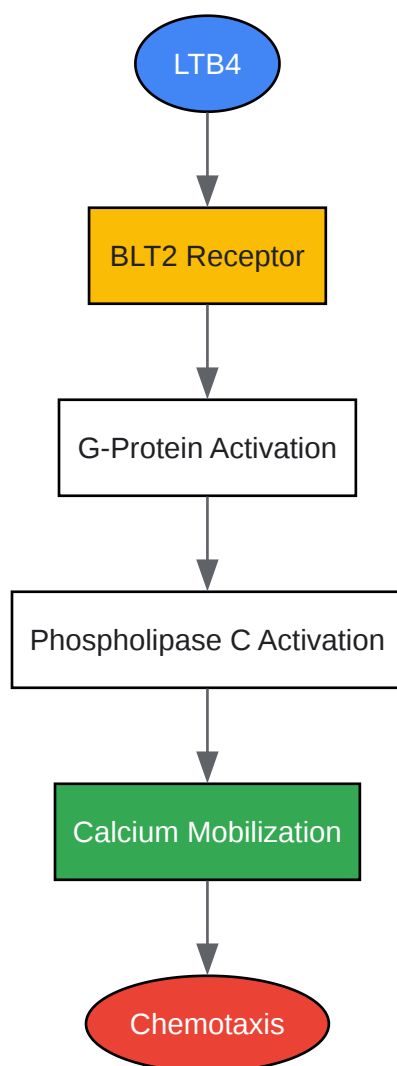 LTB4
BLT2 Receptor
G-Protein Activation
Phospholipase C Activation
Calcium Mobilization
Chemotaxis